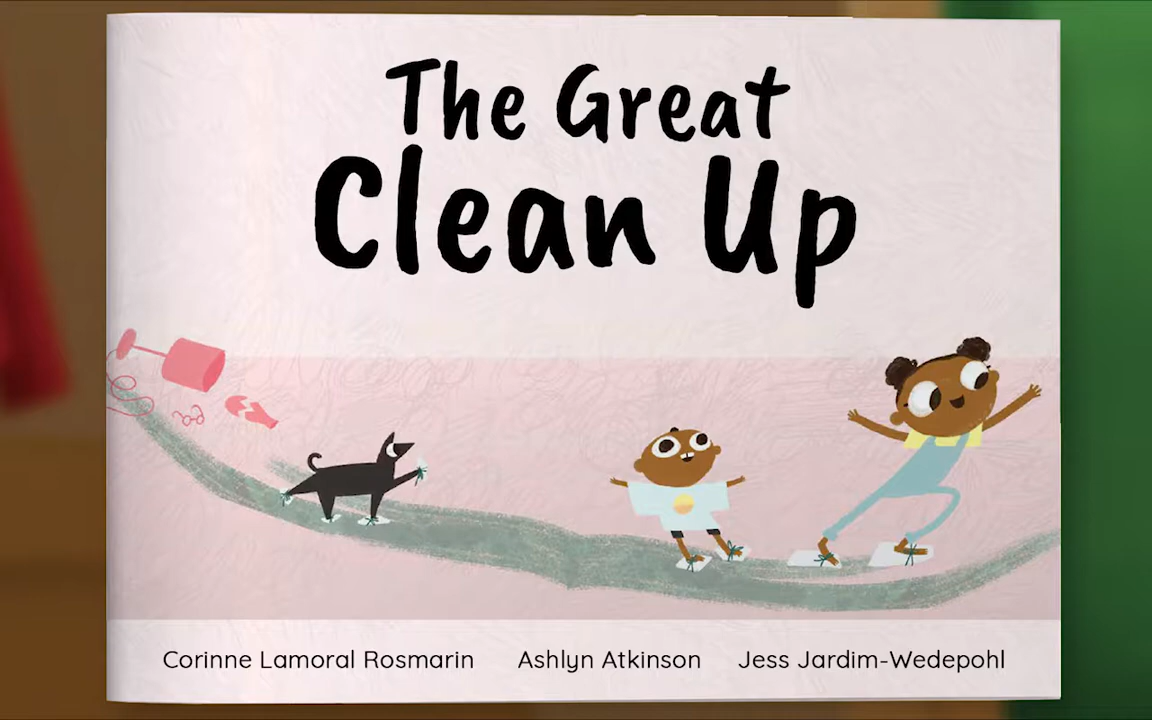 The Great
Clean Up
Corinne Lamoral Rosmarin Ashlyn Atkinson Jess Jardim-Wedepohl